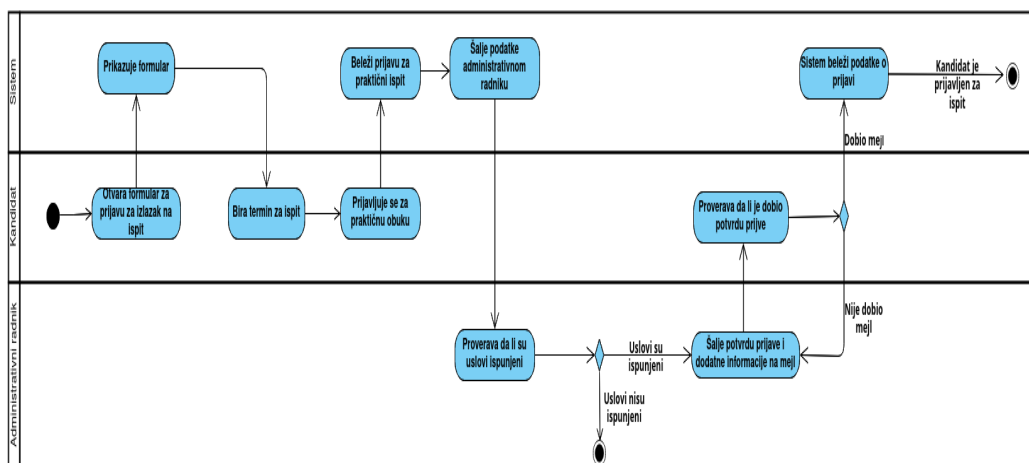 Sistem
Prikazuje formular
Beleži prijavu za
praktični ispit
Šalje podatke
administrativnom
radniku
Sistem beleži podatke o
prijavi
Kandidat je
prijavljen za
ispit
Dobio mejl
Kandidat
Otvara formular za
prijavu za izlazak na
ispit
Bira termin za ispit
Prijavljuje se za
praktičnu obuku
Proverava da li je dobio
potvrdu prijve
Administrativni radnik
Proverava da li su
uslovi ispunjeni
Uslovi su
ispunjeni
Šalje potvrdu prijave i
dodatne informacije na mejl
Nije dobio
mejl
Uslovi nisu
ispunjeni